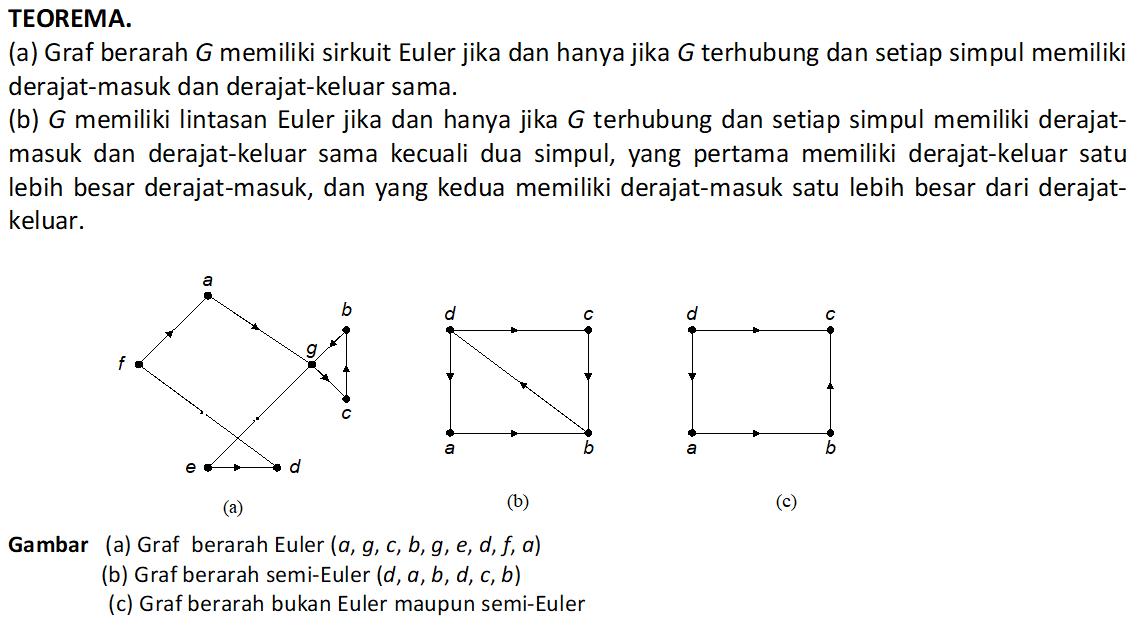 TEOREMA.
(a) Graf berarah G memiliki sirkuit Euler jika dan hanya jika G terhubung dan setiap simpul memiliki
derajat-masuk dan derajat-keluar sama.
(b) G memiliki lintasan Euler jika dan hanya jika G terhubung dan setiap simpul memiliki derajat-
masuk dan derajat-keluar sama kecuali dua simpul, yang pertama memiliki derajat-keluar satu
lebih besar derajat-masuk, dan yang kedua memiliki derajat-masuk satu lebih besar dari derajat-
keluar.
a
b
g
f
c
e
d
(a)
d
c
a
b
(b)
d
c
a
b
(c)
Gambar (a) Graf berarah Euler (a, g, c, b, g, e, d, f, a)
(b) Graf berarah semi-Euler (d, a, b, d, c, b)
(c) Graf berarah bukan Euler maupun semi-Euler